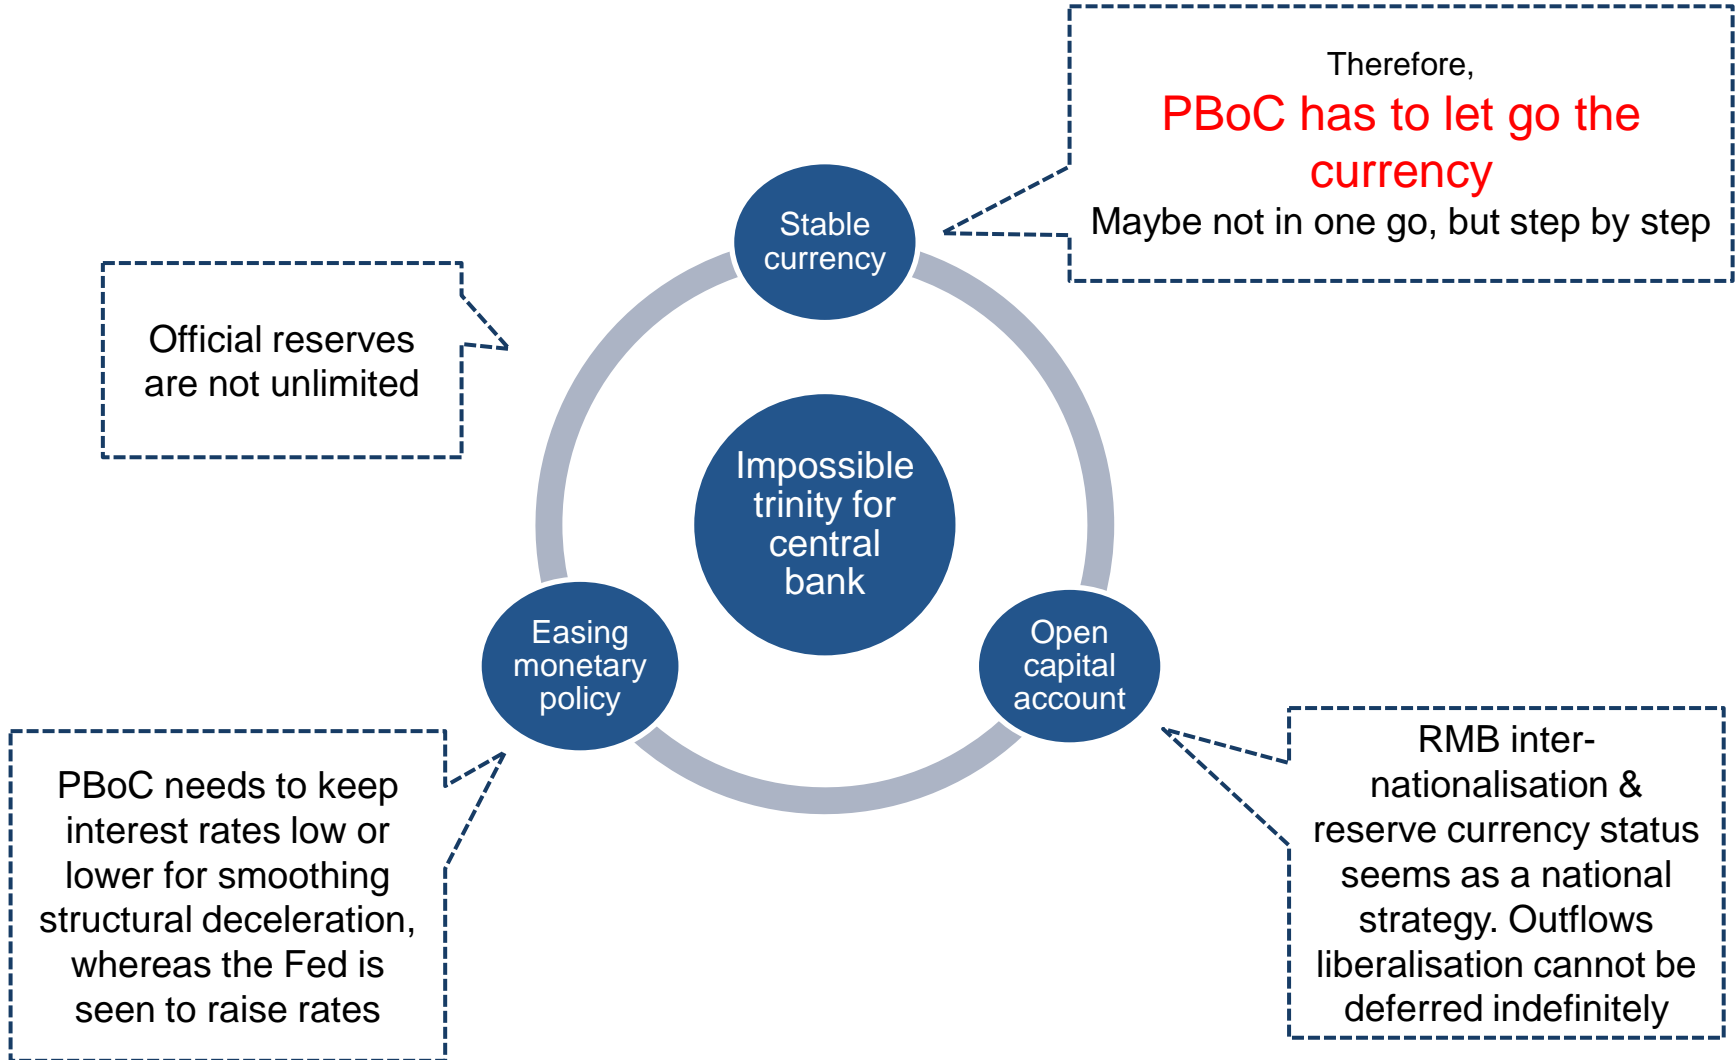 Therefore,
PBoC has to let go the
currency
Maybe not in one go, but step by step
Stable
currency
Official reserves
are not unlimited
Impossible
trinity for
central
bank
Easing
monetary
policy
Open
capital
account
PBoC needs to keep
interest rates low or
lower for smoothing
structural deceleration,
whereas the Fed is
seen to raise rates
RMB inter-
nationalisation &
reserve currency status
seems as a national
strategy. Outflows
liberalisation cannot be
deferred indefinitely